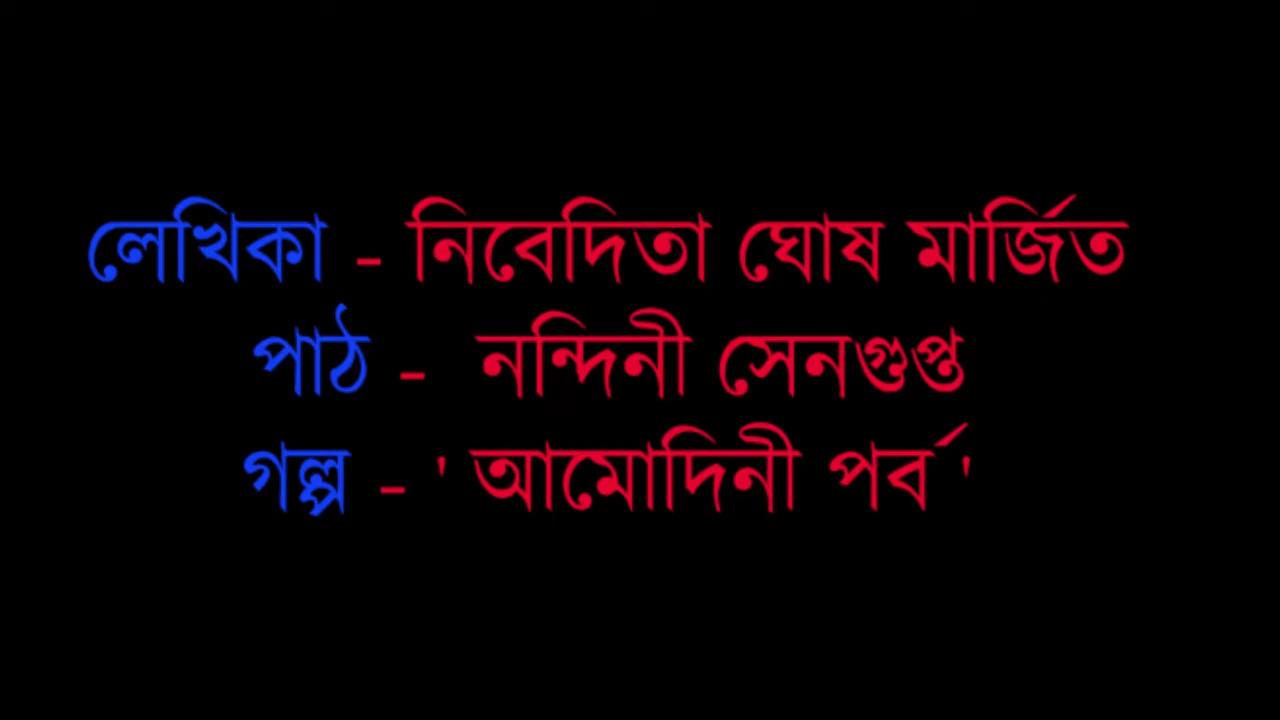 লেখিকা - নিবেদিতা ঘোষ মার্জিত
পাঠ - নন্দিনী সেনগুপ্ত
গল্প - ' আমোদিনী পর্ব '